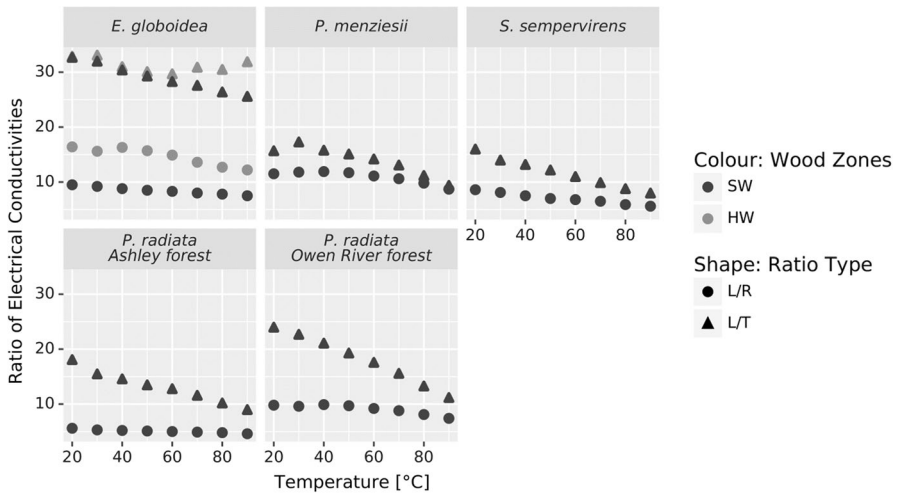 E. globoidea
P. menziesii
S. sempervirens
30
20
10
20
40
60
80
P. radiata
Ashley forest
P. radiata
Owen River forest
30
20
10
20
40
60
80
20
40
60
80
Temperature [°C]
Ratio of Electrical Conductivities
Colour: Wood Zones
SW
HW
Shape: Ratio Type
L/R
L/T